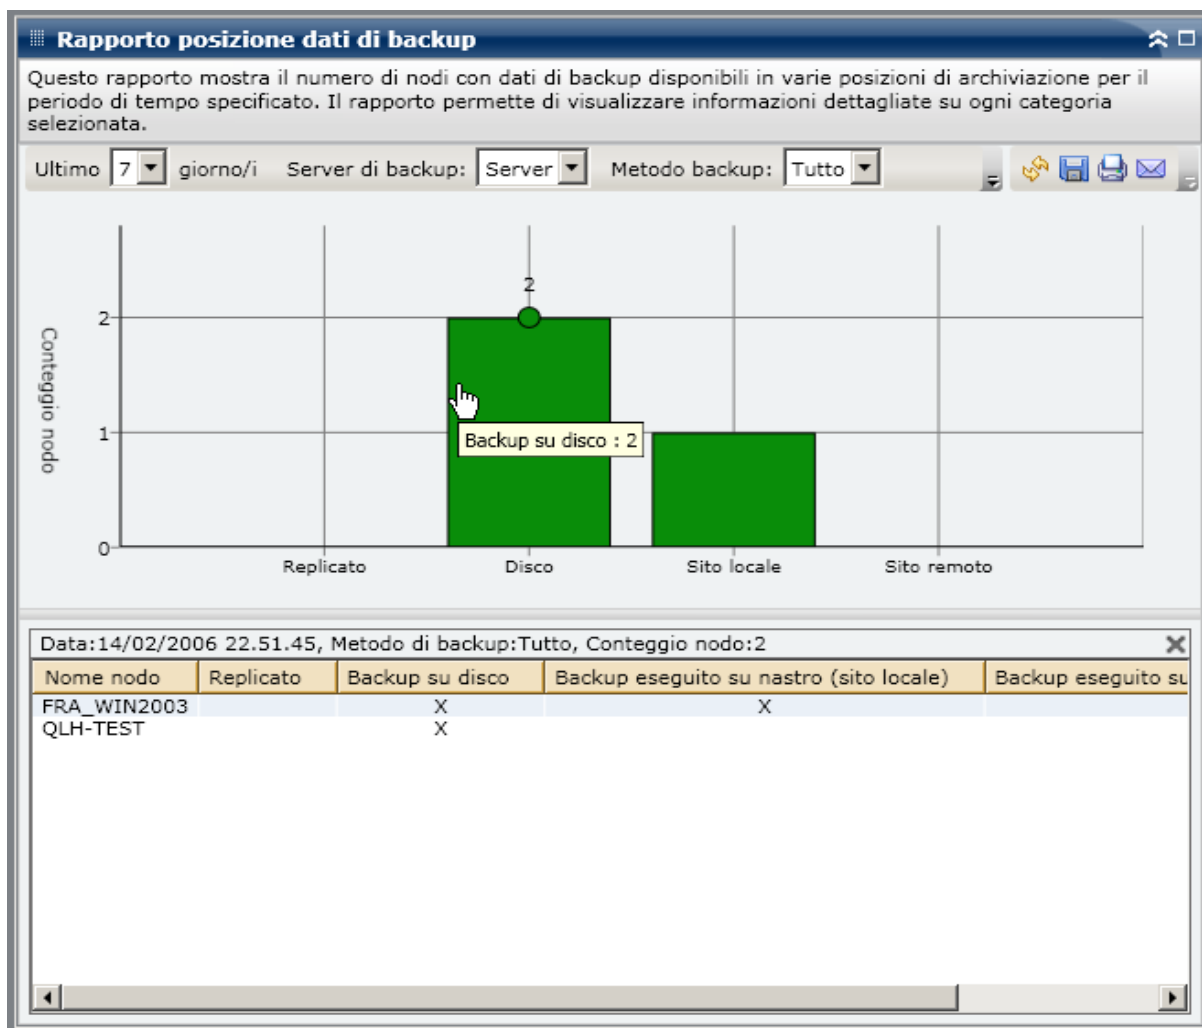 Rapporto posizione dati di backup
Questo rapporto mostra il numero di nodi con dati di backup disponibili in varie posizioni di archiviazione per il
periodo di tempo specificato. Il rapporto permette di visualizzare informazioni dettagliate su ogni categoria
selezionata.
Ultimo 7 giorno/i Server di backup: Server Metodo backup: Tutto
2
2
Conteggio nodo
Backup su disco : 2
1
0
Replicato Disco Sito locale Sito remoto
Data:14/02/2006 22.51.45, Metodo di backup:Tutto, Conteggio nodo:2
Nome nodo Replicato Backup su disco Backup eseguito su nastro (sito locale) Backup eseguito su
FRA_WIN2003 X X
QLH-TEST X